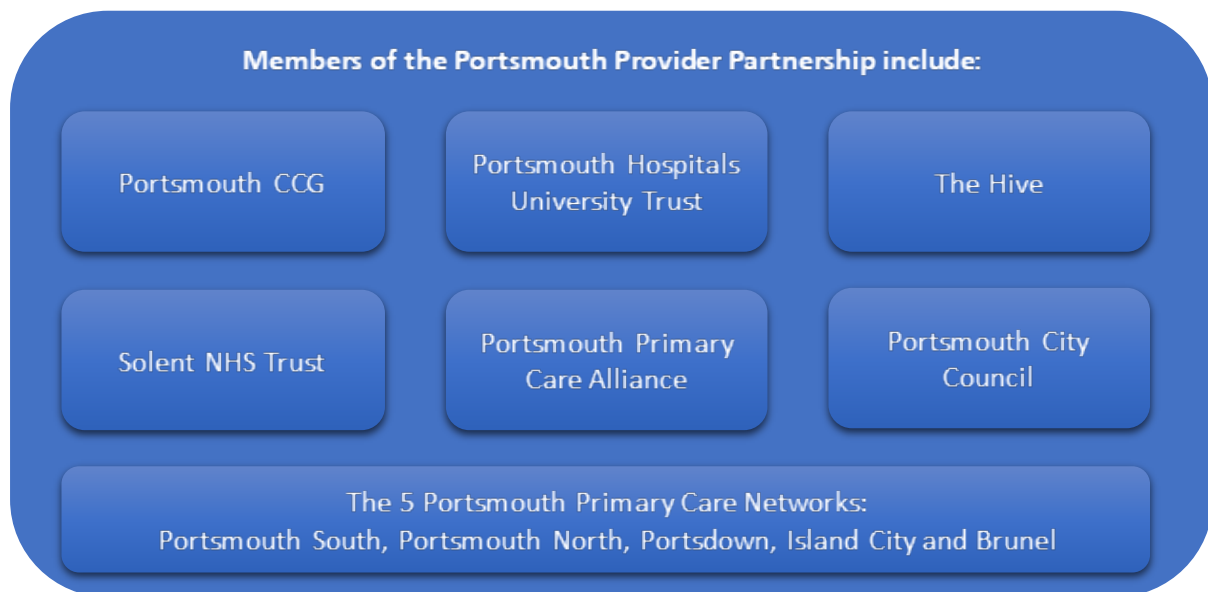 Members of the Portsmouth Provider Partnership include:
Portsmouth CCG
Portsmouth Hospitals
University Trust
The Hive
Solent NHS Trust
Portsmouth Primary
Care Alliance
Portsmouth City
Council
The 5 Portsmouth Primary Care Networks:
Portsmouth South, Portsmouth North, Portsdown, Island City and Brunel